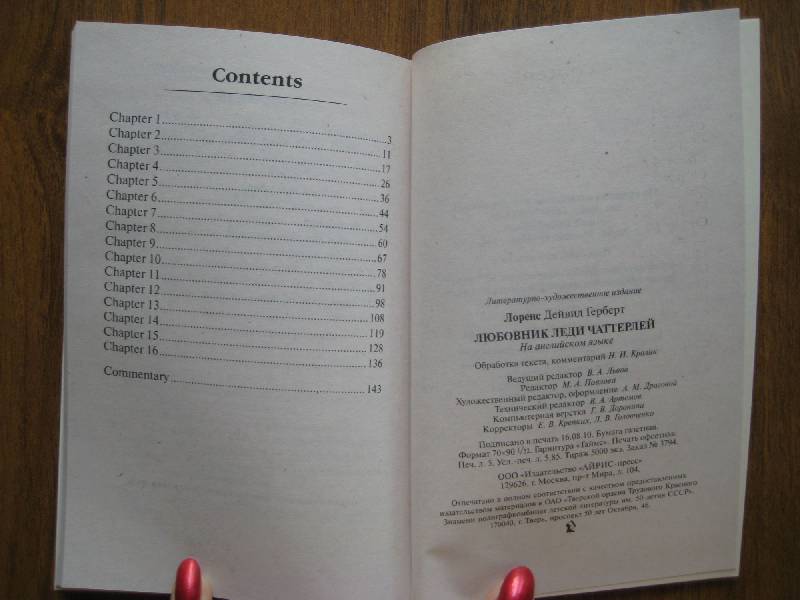 Contents
Chapter 1 3
Chapter 2 11
Chapter 3 17
Chapter 4 26
Chapter 5 36
Chapter 6 44
Chapter 7 54
Chapter 8 60
Chapter 9 67
Chapter 10 78
Chapter 11 91
Chapter 12 98
Chapter 13 108
Chapter 14 119
Chapter 15 128
Chapter 16 136
Commentary 143
Литературно-художественное издание
Лоренс Дейвид Герберт
ЛЮБОВНИК ЛЕДИ ЧАТТЕРЛЕЙ
На английском языке
Обработка текста, комментарий Н. И. Кролик
Ведущий редактор В. А. Львов
Редактор М. А. Павлова
Художественный редактор, оформление А. М. Драговой
Технический редактор В. А. Артемов
Компьютерная верстка Г. В. Доронина
Корректоры Е. В. Крепких, Л. В. Головченко
Подписано в печать 16.08.10. Бумага газетная.
Формат 70×90 1/32. Гарнитура «Таймс». Печать офсетная.
Печ. л. 5. Усл.-печ. л. 5,85. Тираж 5000 экз. Заказ № 3794.
ООО «Издательство «АЙРИС-пресс»
129626, г. Москва, пр-т Мира, д. 104.
Отпечатано в полном соответствии с качеством предоставленных
издательством материалов в ОАО «Тверской ордена Трудового Красного
Знамени полиграфкомбинат детской литературы им. 50-летия СССР».
170040, г. Тверь, проспект 50 лет Октября, 46.